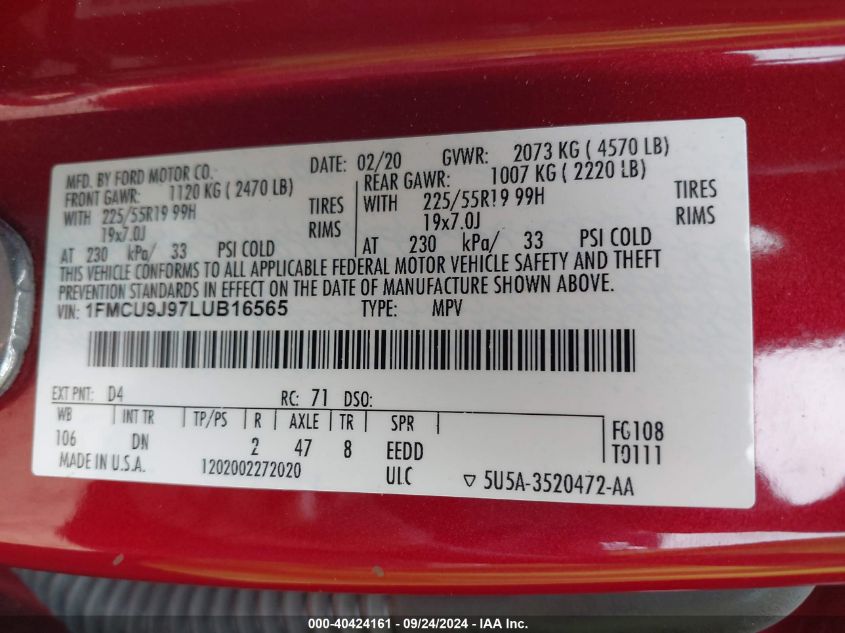 MFD. BY FORD MOTOR CO. DATE: 02/20 GVWR: 2073 KG ( 4570 LB)
FRONT GAWR: 1120 KG ( 2470 LB) REAR GAWR: 1007 KG ( 2220 LB)
WITH 225/55R19 99H TIRES WITH 225/55R19 99H TIRES
19x7.0J RIMS 19x7.0J RIMS
AT 230 kPa/ 33 PSI COLD AT 230 kPa/ 33 PSI COLD
THIS VEHICLE CONFORMS TO ALL APPLICABLE FEDERAL MOTOR VEHICLE SAFETY AND THEFT
PREVENTION STANDARDS IN EFFECT ON THE DATE OF MANUFACTURE SHOWN ABOVE.
VIN: 1FMCU9J97LUB16565 TYPE: MPV
EXT PNT: D4 RC: 71 DSO:
WB INT TR TP/PS R AXLE TR SPR
106 DN 2 47 8 EEDD
FG108
T0111
MADE IN U.S.A. 1202002272020 ULC ▽ 5U5A-3520472-AA
000-40424161 - 09/24/2024 - IAA Inc.